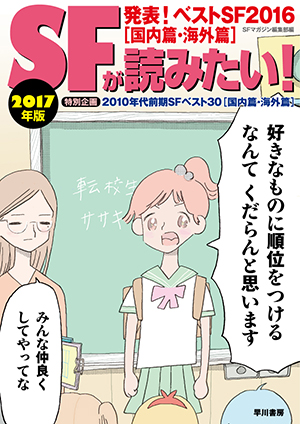 発表！ベストSF2016
［国内篇・海外篇］
SFマガジン編集部編
SFが読みたい！
2017
年版
特別企画
2010年代前期SFベスト30［国内篇・海外篇］
転校生
ササキ
好きなものに順位をつける
なんてくだらんと思います
みんな仲良く
してやってな
早川書房